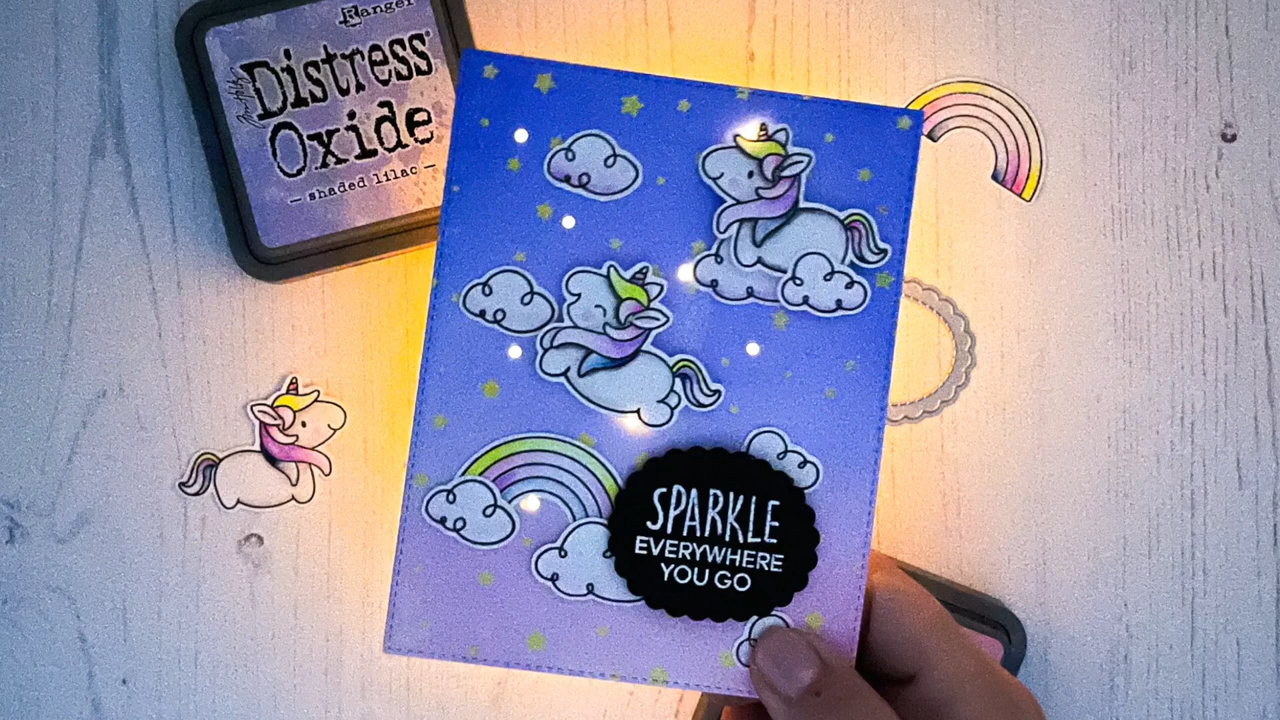 Ranger
Distress
Oxide
— shaded lilac —
SPARKLE
EVERYWHERE
YOU GO